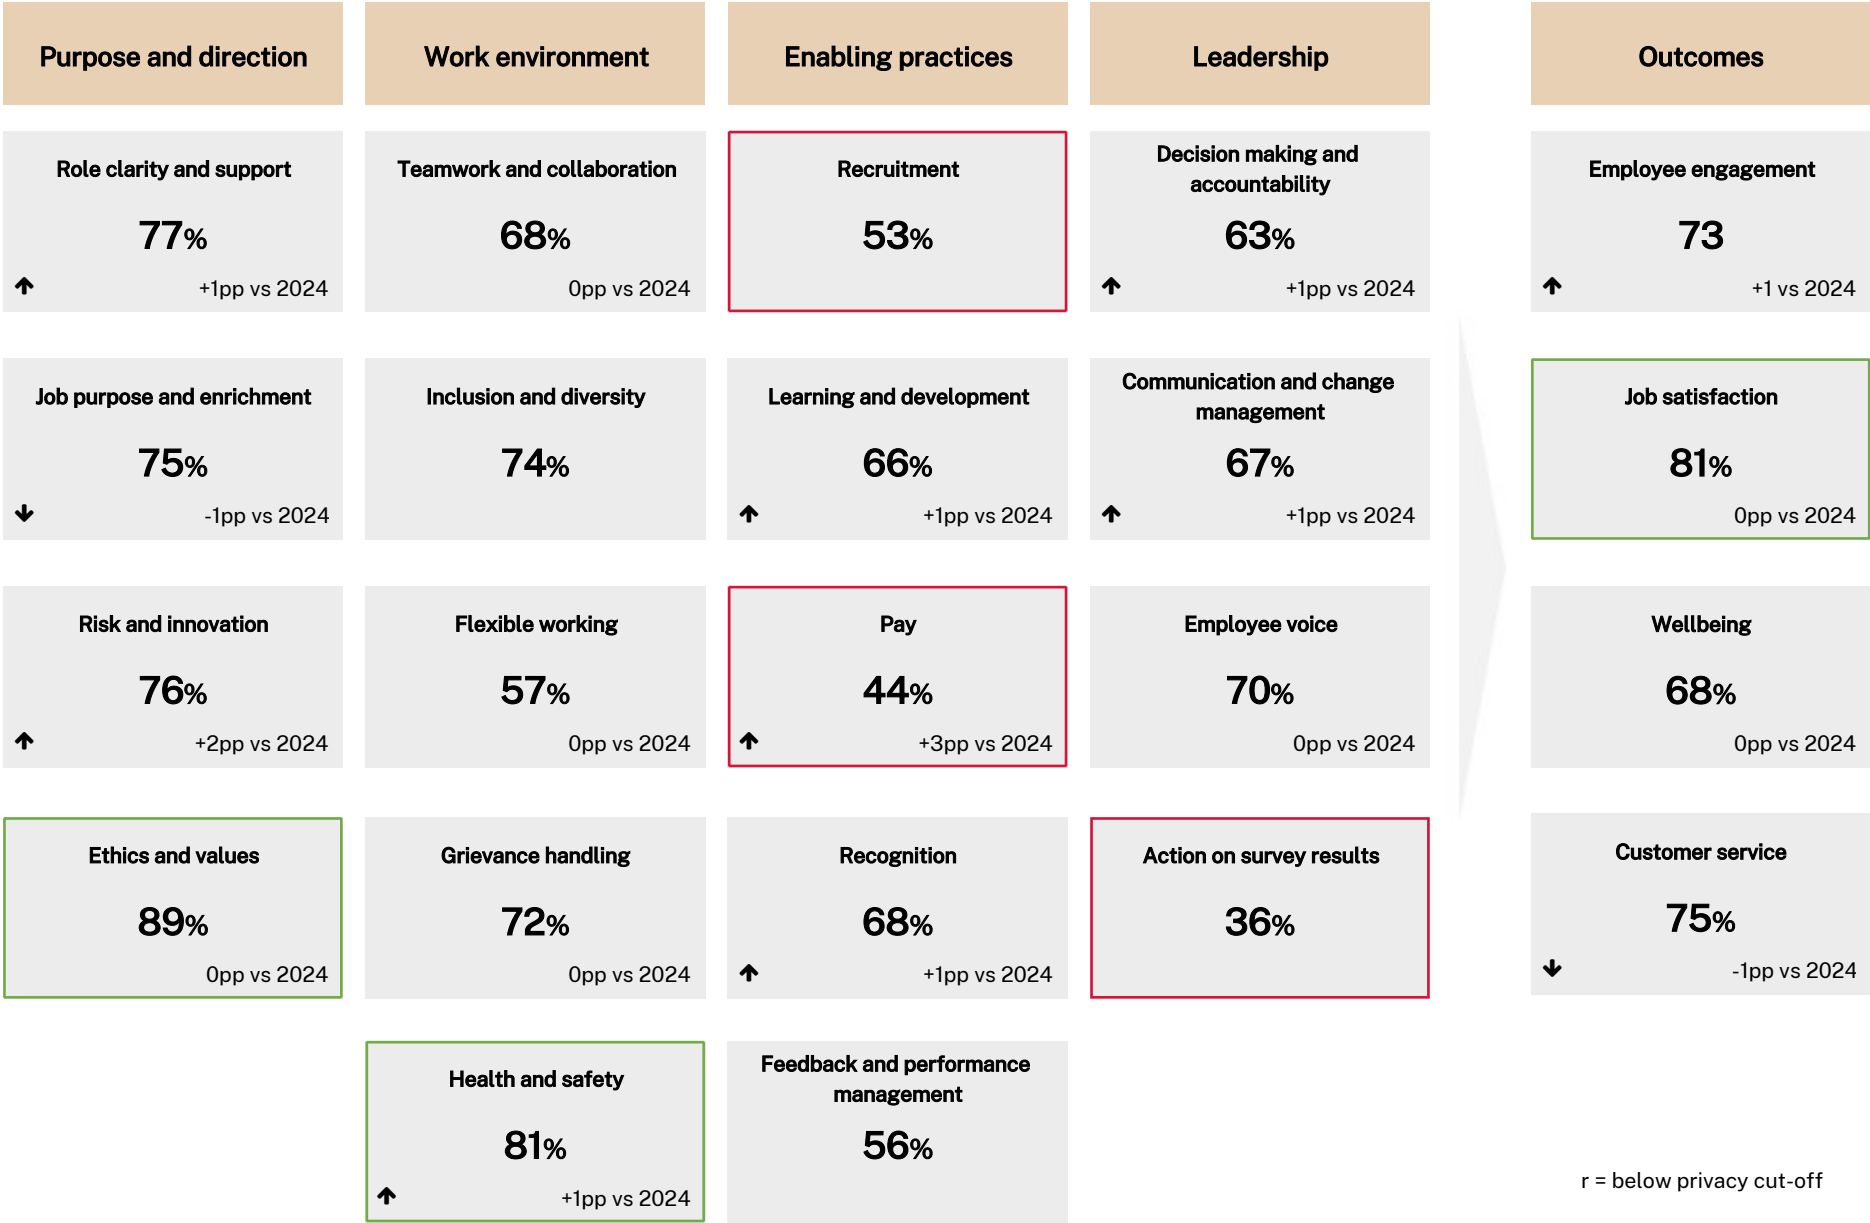 Purpose and direction
Role clarity and support
77%
+1pp vs 2024
Job purpose and enrichment
75%
-1pp vs 2024
Risk and innovation
76%
+2pp vs 2024
Ethics and values
89%
0pp vs 2024
Work environment
Teamwork and collaboration
68%
0pp vs 2024
Inclusion and diversity
74%
Flexible working
57%
0pp vs 2024
Grievance handling
72%
0pp vs 2024
Health and safety
81%
+1pp vs 2024
Enabling practices
Recruitment
53%
Learning and development
66%
+1pp vs 2024
Pay
44%
+3pp vs 2024
Recognition
68%
+1pp vs 2024
Feedback and performance
management
56%
Leadership
Decision making and
accountability
63%
+1pp vs 2024
Communication and change
management
67%
+1pp vs 2024
Employee voice
70%
0pp vs 2024
Action on survey results
36%
Outcomes
Employee engagement
73
+1 vs 2024
Job satisfaction
81%
0pp vs 2024
Wellbeing
68%
0pp vs 2024
Customer service
75%
-1pp vs 2024
r = below privacy cut-off